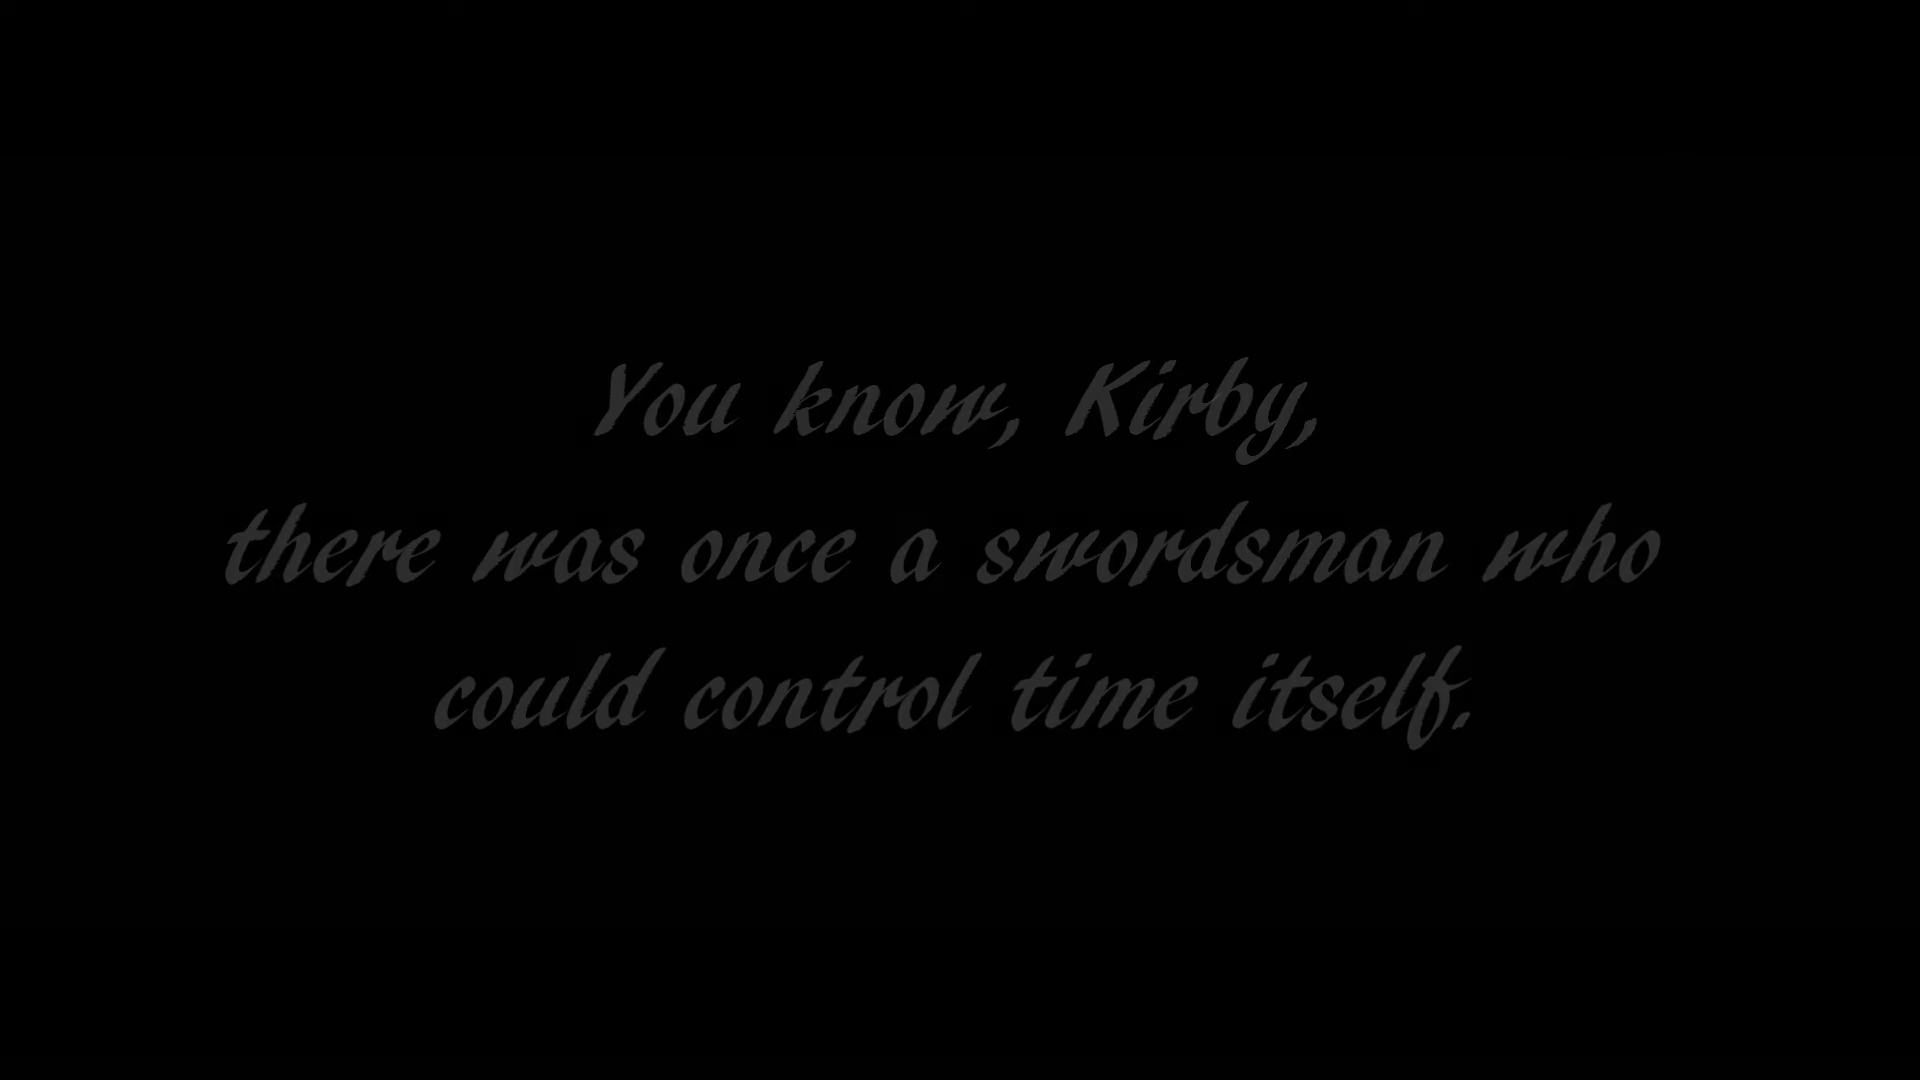 You know, Kirby,
there was once a swordsman who
could control time itself.